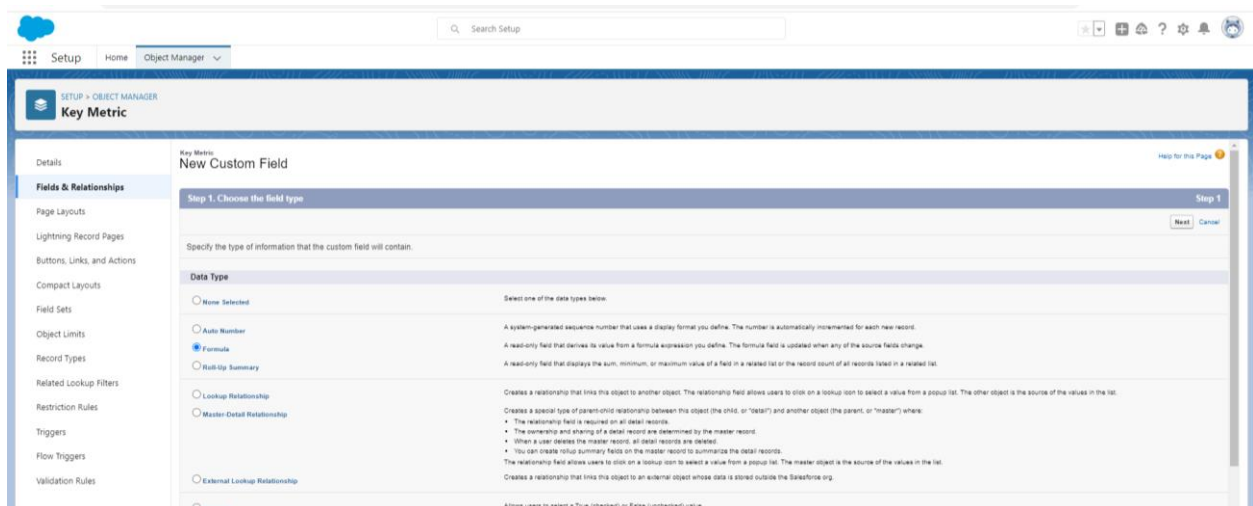 Search Setup
Setup
Home
Object Manager
SETUP > OBJECT MANAGER
Key Metric
Details
Fields & Relationships
Page Layouts
Lightning Record Pages
Buttons, Links, and Actions
Compact Layouts
Field Sets
Object Limits
Record Types
Related Lookup Filters
Restriction Rules
Triggers
Flow Triggers
Validation Rules
Key Metric
New Custom Field
Help for this Page
Step 1. Choose the field type
Step 1
Next Cancel
Specify the type of information that the custom field will contain.
Data Type
None Selected
Select one of the data types below.
Auto Number
A system-generated sequence number that uses a display format you define. The number is automatically incremented for each new record.
Formula
A read-only field that derives its value from a formula expression you define. The formula field is updated when any of the source fields change.
Roll-Up Summary
A read-only field that displays the sum, minimum, or maximum value of a field in a related list or the record count of all records listed in a related list.
Lookup Relationship
Creates a relationship that links this object to another object. The relationship field allows users to click on a lookup icon to select a value from a popup list. The other object is the source of the values in the list.
Master-Detail Relationship
Creates a special type of parent-child relationship between this object (the child, or "detail") and another object (the parent, or "master") where:
• The relationship field is required on all detail records.
• The ownership and sharing of a detail record are determined by the master record.
• When a user deletes the master record, all detail records are deleted.
• You can create rollup summary fields on the master record to summarize the detail records.
The relationship field allows users to click on a lookup icon to select a value from a popup list. The master object is the source of the values in the list.
External Lookup Relationship
Creates a relationship that links this object to an external object whose data is stored outside the Salesforce org.
Allows users to select a True (checked) or False (unchecked) value.